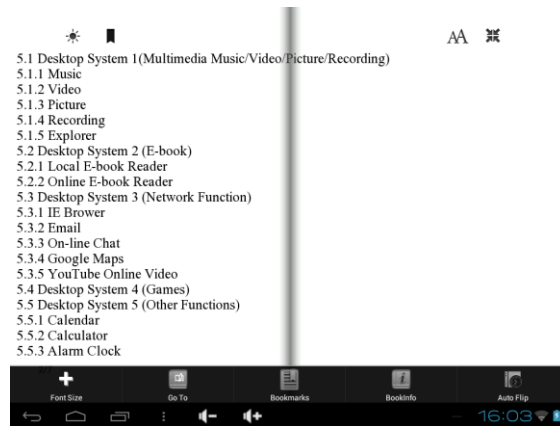 AA
5.1 Desktop System 1(Multimedia Music/Video/Picture/Recording)
5.1.1 Music
5.1.2 Video
5.1.3 Picture
5.1.4 Recording
5.1.5 Explorer
5.2 Desktop System 2 (E-book)
5.2.1 Local E-book Reader
5.2.2 Online E-book Reader
5.3 Desktop System 3 (Network Function)
5.3.1 IE Brower
5.3.2 Email
5.3.3 On-line Chat
5.3.4 Google Maps
5.3.5 YouTube Online Video
5.4 Desktop System 4 (Games)
5.5 Desktop System 5 (Other Functions)
5.5.1 Calendar
5.5.2 Calculator
5.5.3 Alarm Clock
Font Size Go To Bookmarks BookInfo Auto Flip
16:03